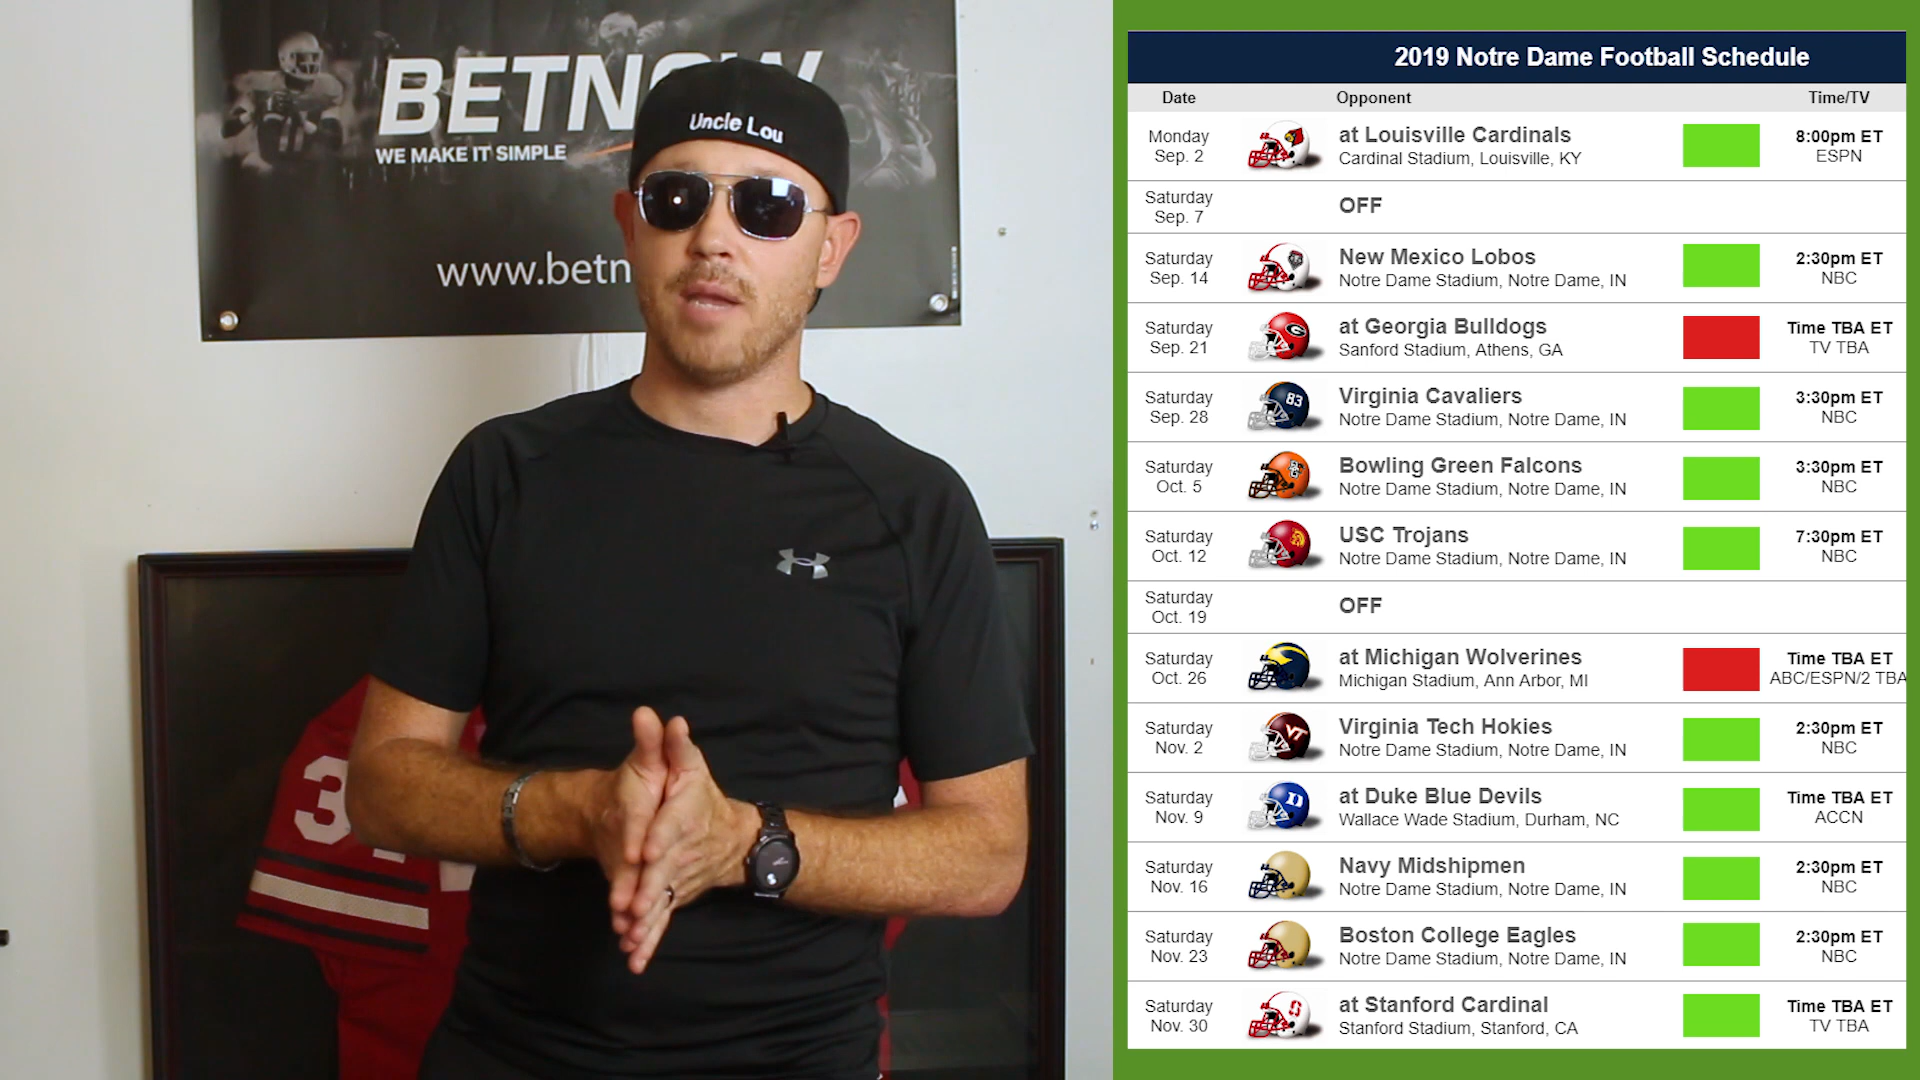 BETNOW
WE MAKE IT SIMPLE
www.betn
Uncle Lou
3
2019 Notre Dame Football Schedule
Date Opponent Time/TV
Monday
Sep. 2
at Louisville Cardinals
Cardinal Stadium, Louisville, KY
8:00pm ET
ESPN
Saturday
Sep. 7
OFF
Saturday
Sep. 14
New Mexico Lobos
Notre Dame Stadium, Notre Dame, IN
2:30pm ET
NBC
Saturday
Sep. 21
G
at Georgia Bulldogs
Sanford Stadium, Athens, GA
Time TBA ET
TV TBA
Saturday
Sep. 28
83
Virginia Cavaliers
Notre Dame Stadium, Notre Dame, IN
3:30pm ET
NBC
Saturday
Oct. 5
Bowling Green Falcons
Notre Dame Stadium, Notre Dame, IN
3:30pm ET
NBC
Saturday
Oct. 12
USC Trojans
Notre Dame Stadium, Notre Dame, IN
7:30pm ET
NBC
Saturday
Oct. 19
OFF
Saturday
Oct. 26
at Michigan Wolverines
Michigan Stadium, Ann Arbor, MI
Time TBA ET
ABC/ESPN/2 TBA
Saturday
Nov. 2
VT
Virginia Tech Hokies
Notre Dame Stadium, Notre Dame, IN
2:30pm ET
NBC
Saturday
Nov. 9
D
at Duke Blue Devils
Wallace Wade Stadium, Durham, NC
Time TBA ET
ACCN
Saturday
Nov. 16
Navy Midshipmen
Notre Dame Stadium, Notre Dame, IN
2:30pm ET
NBC
Saturday
Nov. 23
Boston College Eagles
Notre Dame Stadium, Notre Dame, IN
2:30pm ET
NBC
Saturday
Nov. 30
S
at Stanford Cardinal
Stanford Stadium, Stanford, CA
Time TBA ET
TV TBA